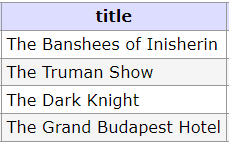 title
The Banshees of Inisherin
The Truman Show
The Dark Knight
The Grand Budapest Hotel